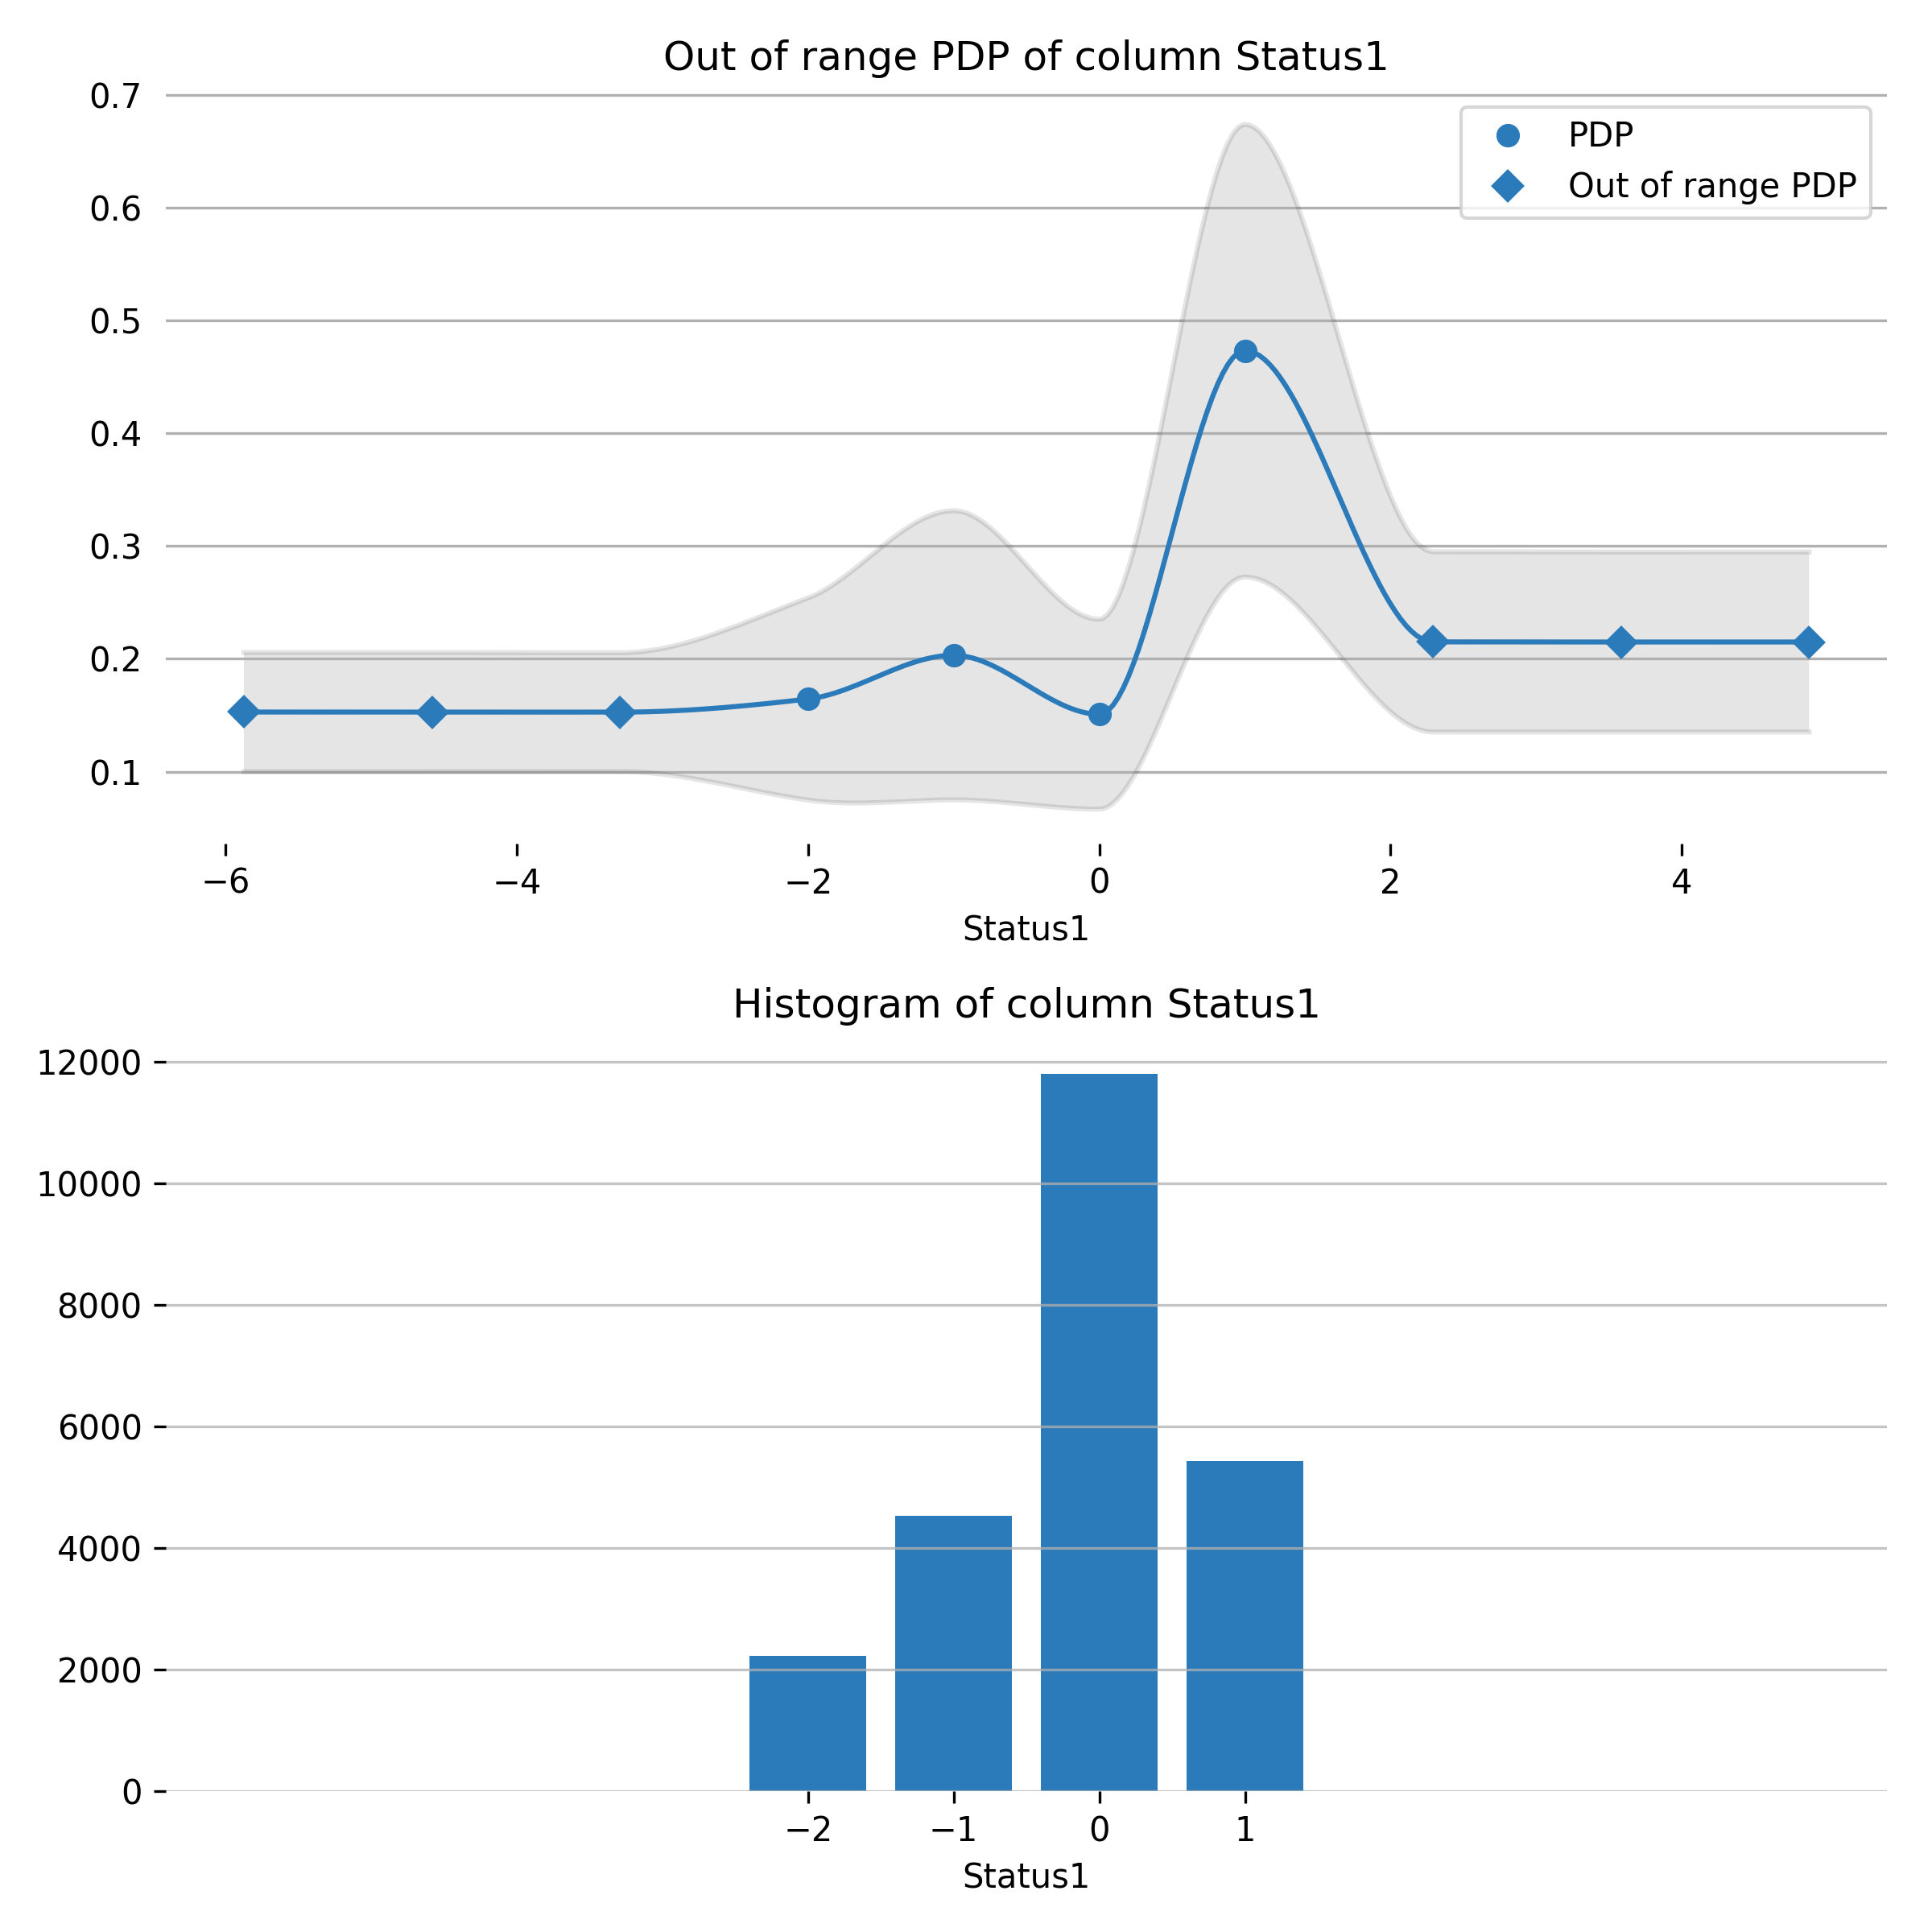 Out of range PDP of column Status1
0.7
0.6
0.5
0.4
0.3
0.2
0.1
PDP
Out of range PDP
−6 −4 −2 0 2 4
Status1
Histogram of column Status1
12000
10000
8000
6000
4000
2000
0
−2 −1 0 1
Status1